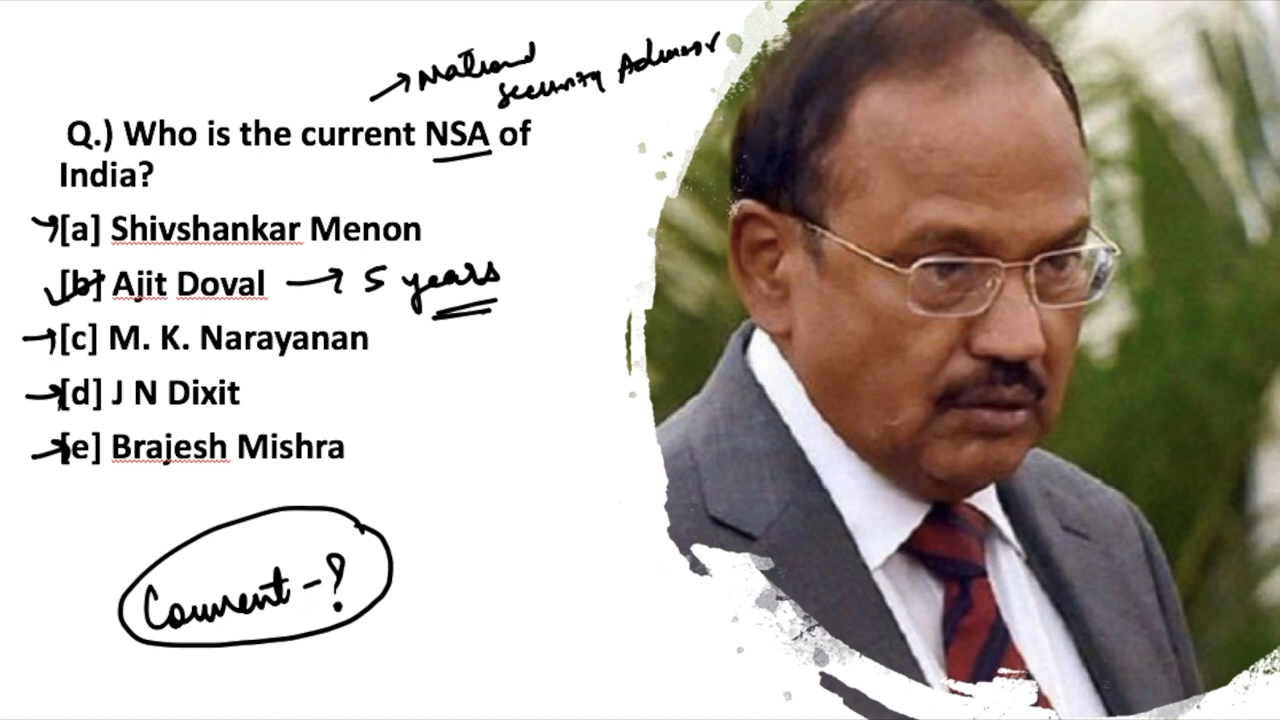 → National
Security Advisor
Q.) Who is the current NSA of
India?
[a] Shivshankar Menon
[b] Ajit Doval → 5 years
[c] M. K. Narayanan
[d] J N Dixit
[e] Brajesh Mishra
Comment - ?